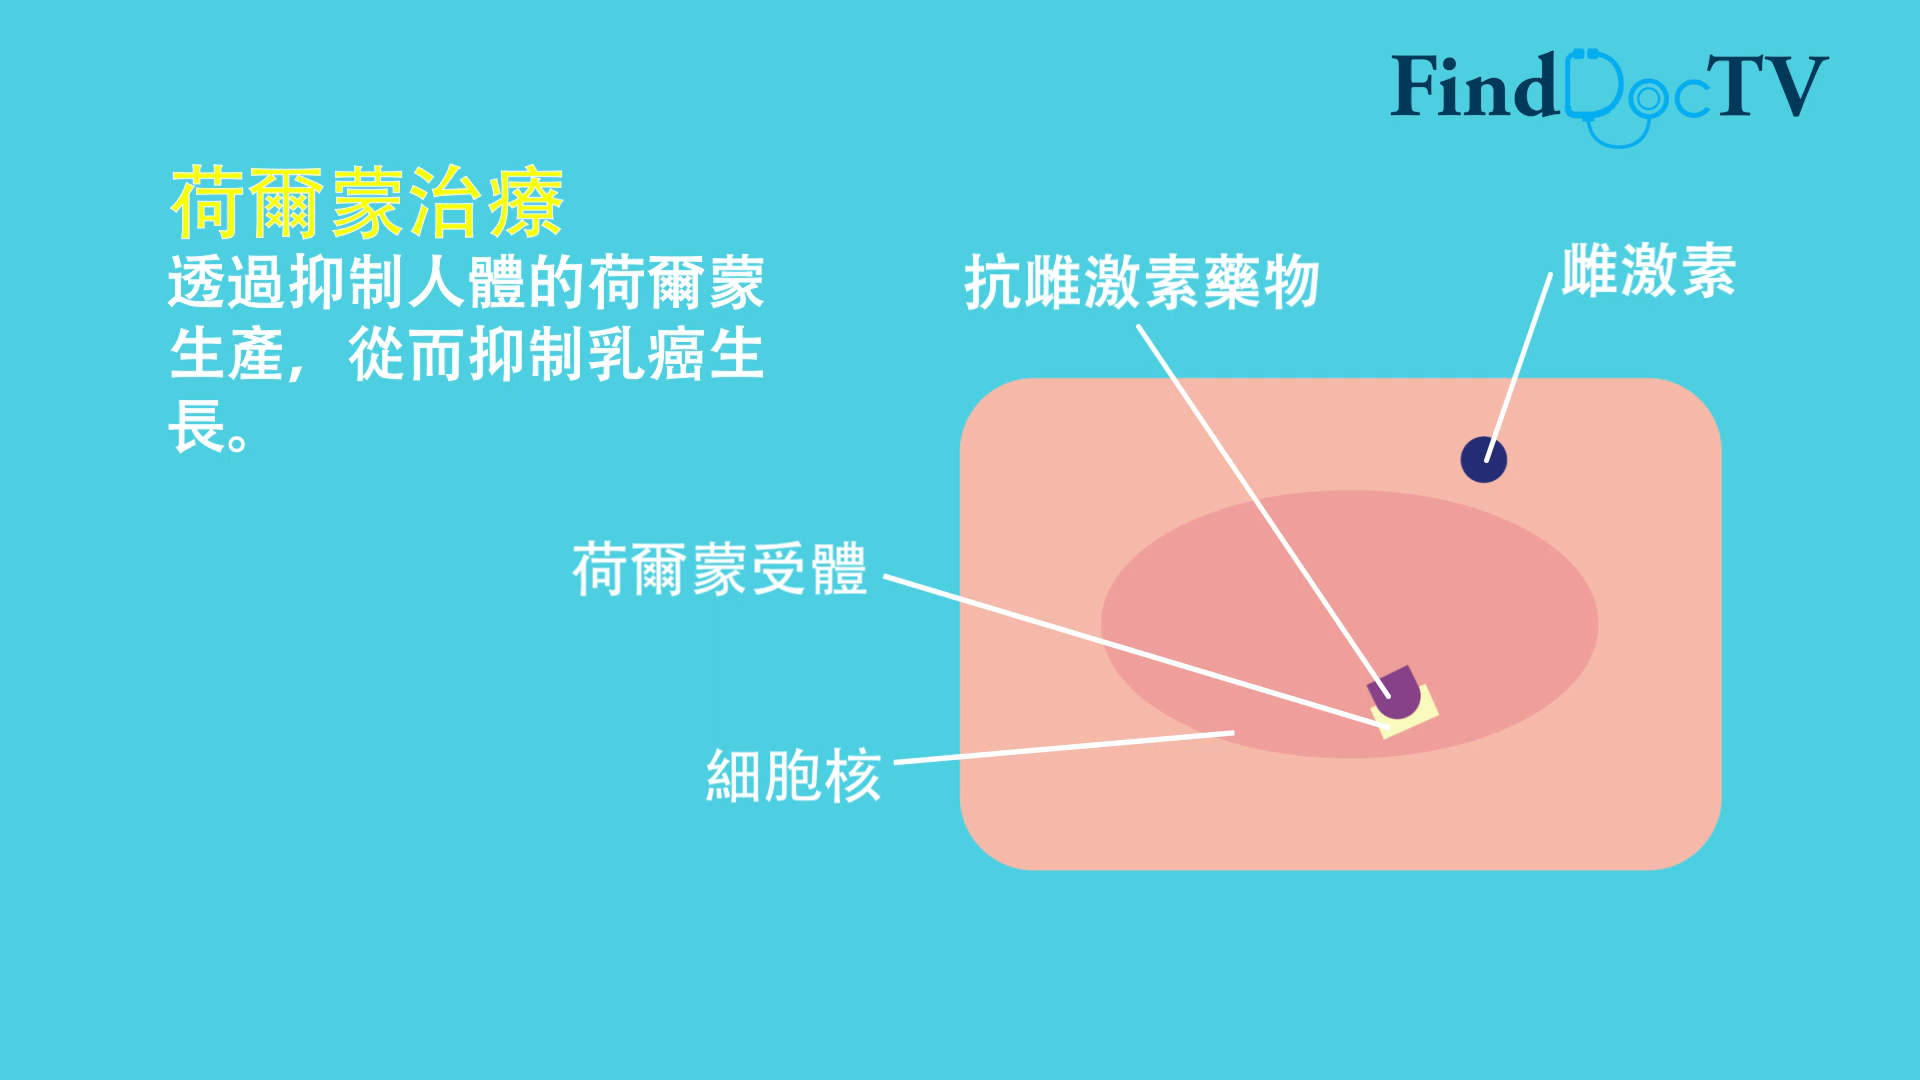 FindDocTV
荷爾蒙治療
透過抑制人體的荷爾蒙
生產，從而抑制乳癌生
長。
抗雌激素藥物
雌激素
荷爾蒙受體
細胞核